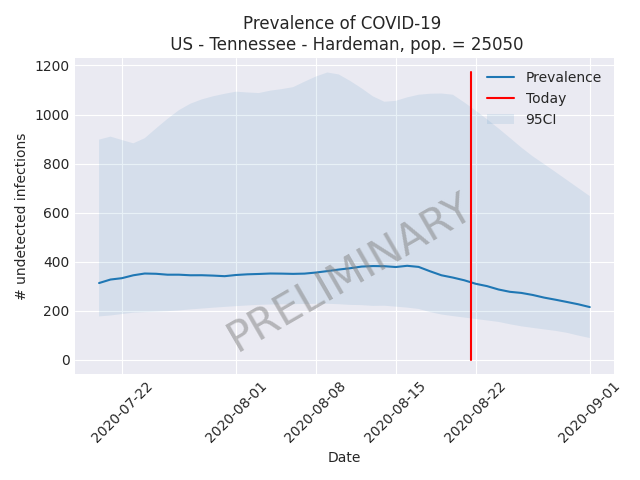 Prevalence of COVID-19
US - Tennessee - Hardeman, pop. = 25050
1200
1000
800
600
400
200
0
# undetected infections
Prevalence
Today
95CI
PRELIMINARY
2020-07-22
2020-08-01
2020-08-08
2020-08-15
2020-08-22
2020-09-01
Date